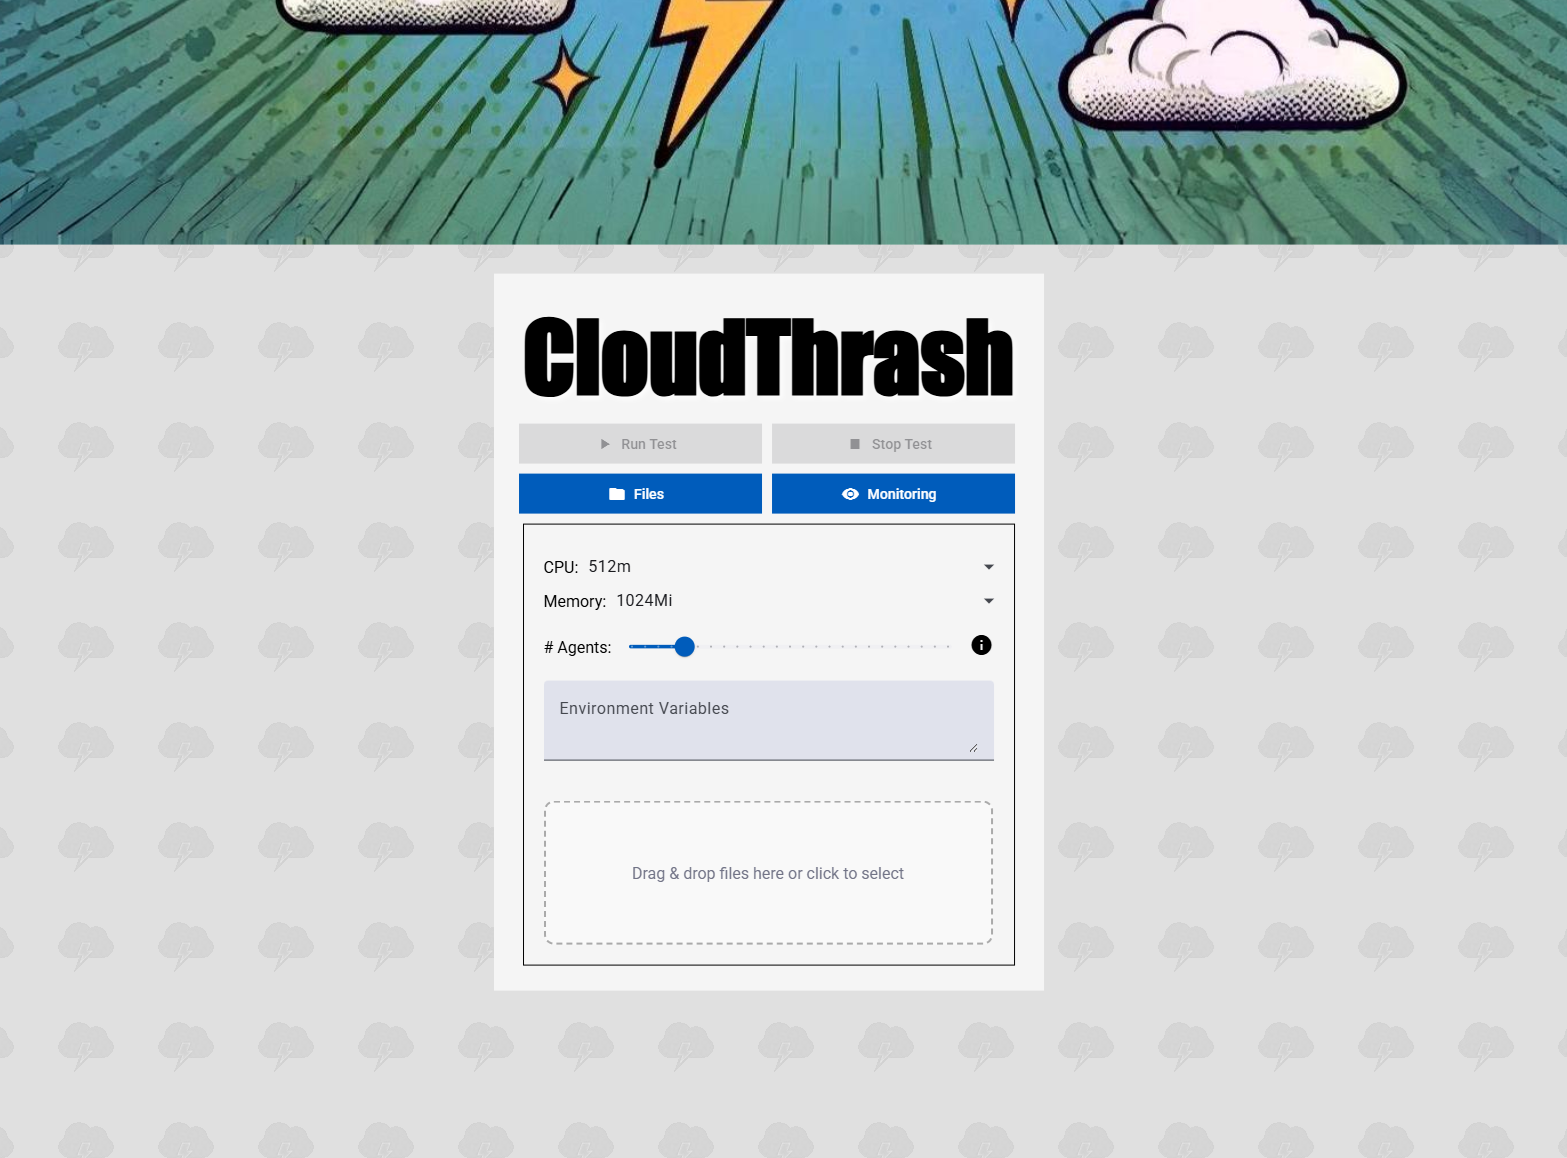 CloudThrash
Run Test
Stop Test
Files
Monitoring
CPU: 512m
Memory: 1024Mi
# Agents:
Environment Variables
Drag & drop files here or click to select